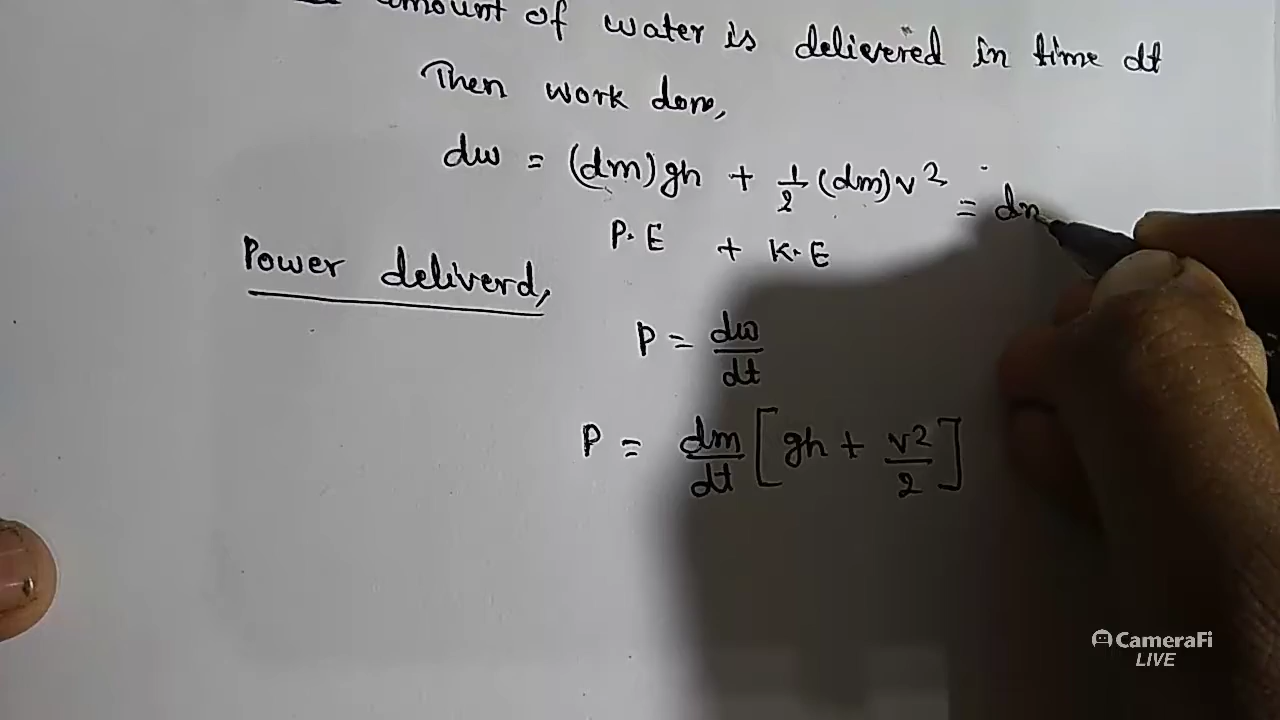 amount of water is delivered in time dt
Then work done,
dw = (dm)gh + 1/2 (dm)v² = dm
P.E + K.E
Power deliverd,
P = dw/dt
P = dm/dt [gh + v²/2]
CameraFi
LIVE